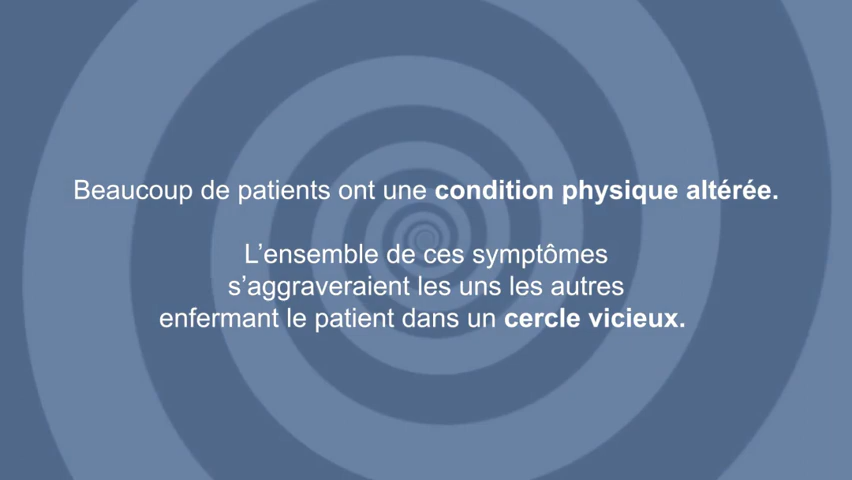 Beaucoup de patients ont une condition physique altérée.
L’ensemble de ces symptômes
s’aggraveraient les uns les autres
enfermant le patient dans un cercle vicieux.